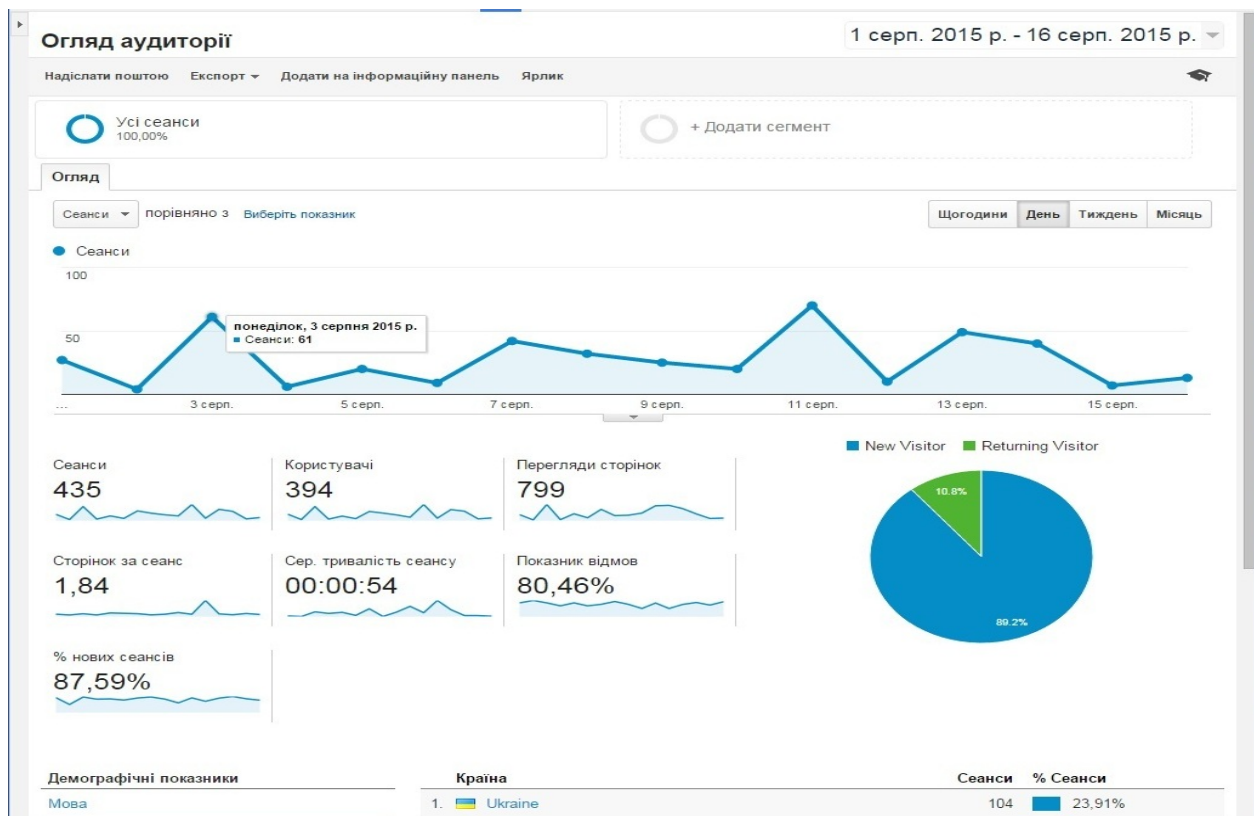 Огляд аудиторії
1 серп. 2015 р. - 16 серп. 2015 р.
Надіслати поштою Експорт Додати на інформаційну панель Ярлик
Усі сеанси
100,00%
+ Додати сегмент
Огляд
Сеанси порівняно з Виберіть показник
Щогодини День Тиждень Місяць
Сеанси
100
50
понеділок, 3 серпня 2015 р.
Сеанси: 61
... 3 серп. 5 серп. 7 серп. 9 серп. 11 серп. 13 серп. 15 серп.
New Visitor Returning Visitor
10.8%
89.2%
Сеанси
435
Користувачі
394
Перегляди сторінок
799
Сторінок за сеанс
1,84
Сер. тривалість сеансу
00:00:54
Показник відмов
80,46%
% нових сеансів
87,59%
Демографічні показники
Мова
Країна Сеанси % Сеанси
1. Ukraine 104 23,91%